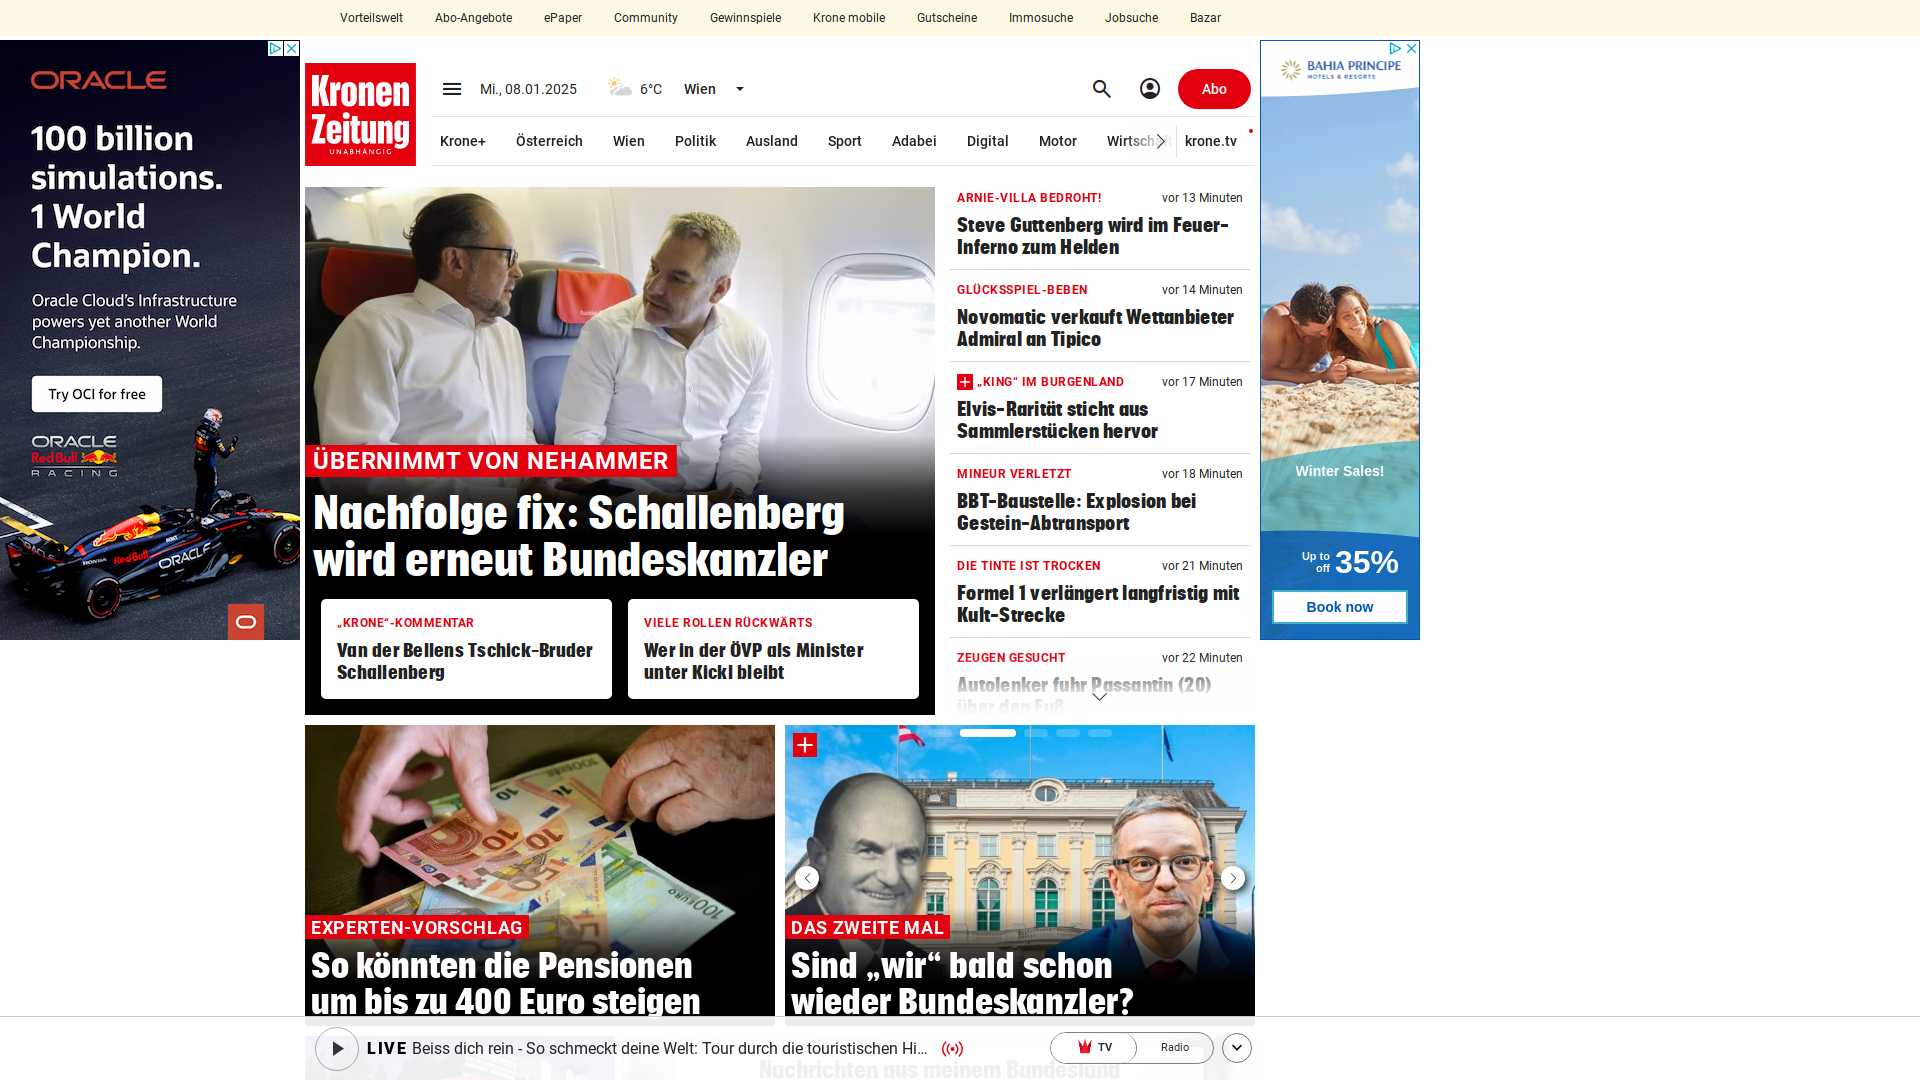 Vorteilswelt
Abo-Angebote
ePaper
Community
Gewinnspiele
Krone mobile
Gutscheine
Immosuche
Jobsuche
Bazar
ORACLE
100 billion
simulations.
1 World
Champion.
Oracle Cloud's Infrastructure
powers yet another World
Championship.
Try OCI for free
ORACLE
Red Bull
RACING
Kronen
Zeitung
UNABHÄNGIG
Mi., 08.01.2025
6°C
Wien
Abo
Krone+
Österreich
Wien
Politik
Ausland
Sport
Adabei
Digital
Motor
krone.tv
ÜBERNIMMT VON NEHAMMER
Nachfolge fix: Schallenberg
wird erneut Bundeskanzler
„KRONE“-KOMMENTAR
Van der Bellens Tschick-Bruder
Schallenberg
VIELE ROLLEN RÜCKWÄRTS
Wer in der ÖVP als Minister
unter Kickl bleibt
ARNIE-VILLA BEDROHT!
vor 13 Minuten
Steve Guttenberg wird im Feuer-
Inferno zum Helden
GLÜCKSSPIEL-BEBEN
vor 14 Minuten
Novomatic verkauft Wettanbieter
Admiral an Tipico
„KING“ IM BURGENLAND
vor 17 Minuten
Elvis-Rarität sticht aus
Sammlerstücken hervor
MINEUR VERLETZT
vor 18 Minuten
BBT-Baustelle: Explosion bei
Gestein-Abtransport
DIE TINTE IST TROCKEN
vor 21 Minuten
Formel 1 verlängert langfristig mit
Kult-Strecke
ZEUGEN GESUCHT
vor 22 Minuten
Autolenker fuhr Passantin (20)
über den Fuß
BAHIA PRINCIPE
HOTELS & RESORTS
Winter Sales!
Up to
off
35%
Book now
EXPERTEN-VORSCHLAG
So könnten die Pensionen
um bis zu 400 Euro steigen
DAS ZWEITE MAL
Sind „wir“ bald schon
wieder Bundeskanzler?
LIVE Beiss dich rein - So schmeckt deine Welt: Tour durch die touristischen Hi...
TV
Radio
Nachrichten aus meinem Bundesland